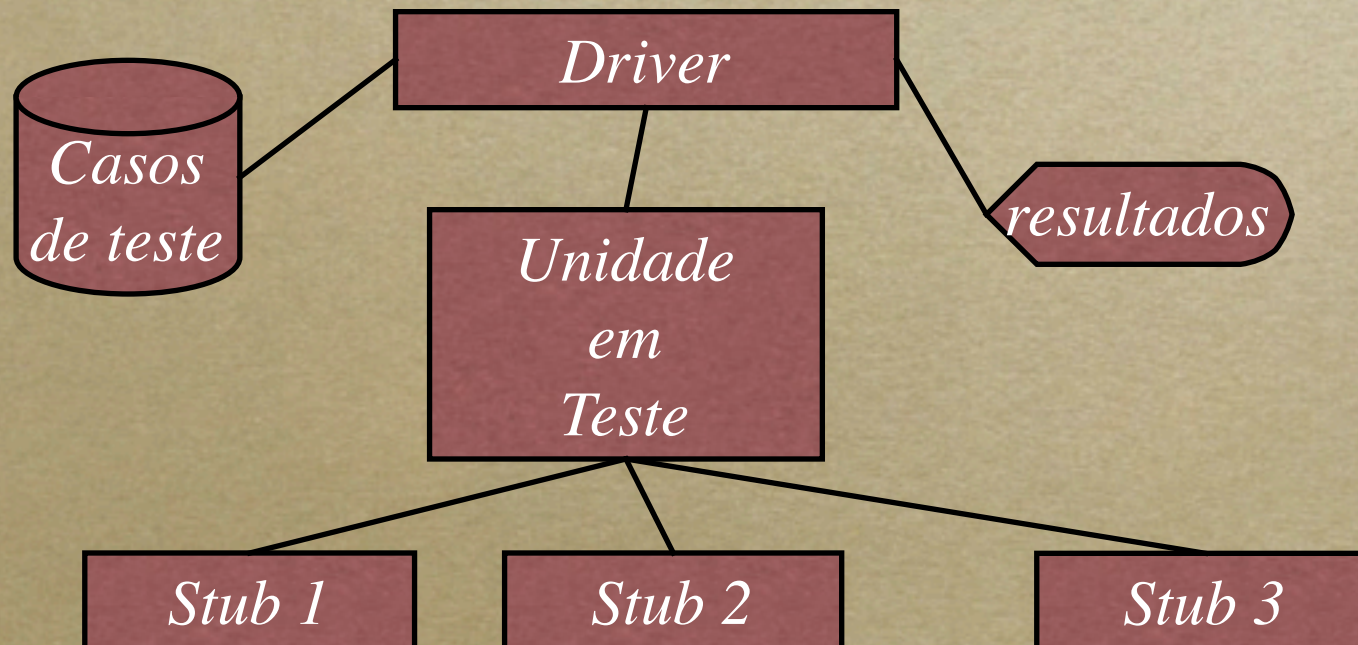 Driver
Casos
de teste
resultados
Unidade
em
Teste
Stub 1
Stub 2
Stub 3